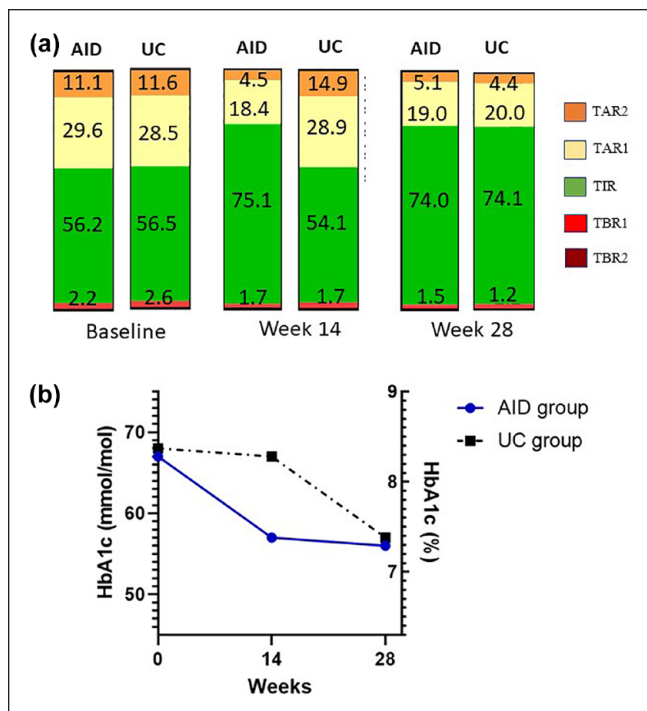 (a)
AID UC AID UC AID UC
11.1 11.6 4.5 14.9 5.1 4.4
29.6 28.5 18.4 28.9 19.0 20.0
56.2 56.5 75.1 54.1 74.0 74.1
2.2 2.6 1.7 1.7 1.5 1.2
Baseline Week 14 Week 28
TAR2
TAR1
TIR
TBR1
TBR2
(b)
HbA1c (mmol/mol)
70
60
50
0 14 28
Weeks
9
8
7
HbA1c (%)
AID group
UC group